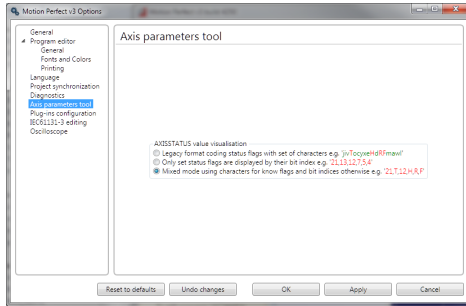 Motion Perfect v3 Options
General
Program editor
General
Fonts and Colors
Printing
Language
Project synchronization
Diagnostics
Axis parameters tool
Plug-ins configuration
IEC61131-3 editing
Oscilloscope
Axis parameters tool
AXISSTATUS value visualisation
Legacy format coding status flags with set of characters e.g. 'jivTocyxeHdRFmawl'
Only set status flags are displayed by their bit index e.g. '21,13,12,7,5,4'
Mixed mode using characters for know flags and bit indices otherwise e.g. '21,T,12,H,R,F'
Reset to defaults
Undo changes
OK
Apply
Cancel